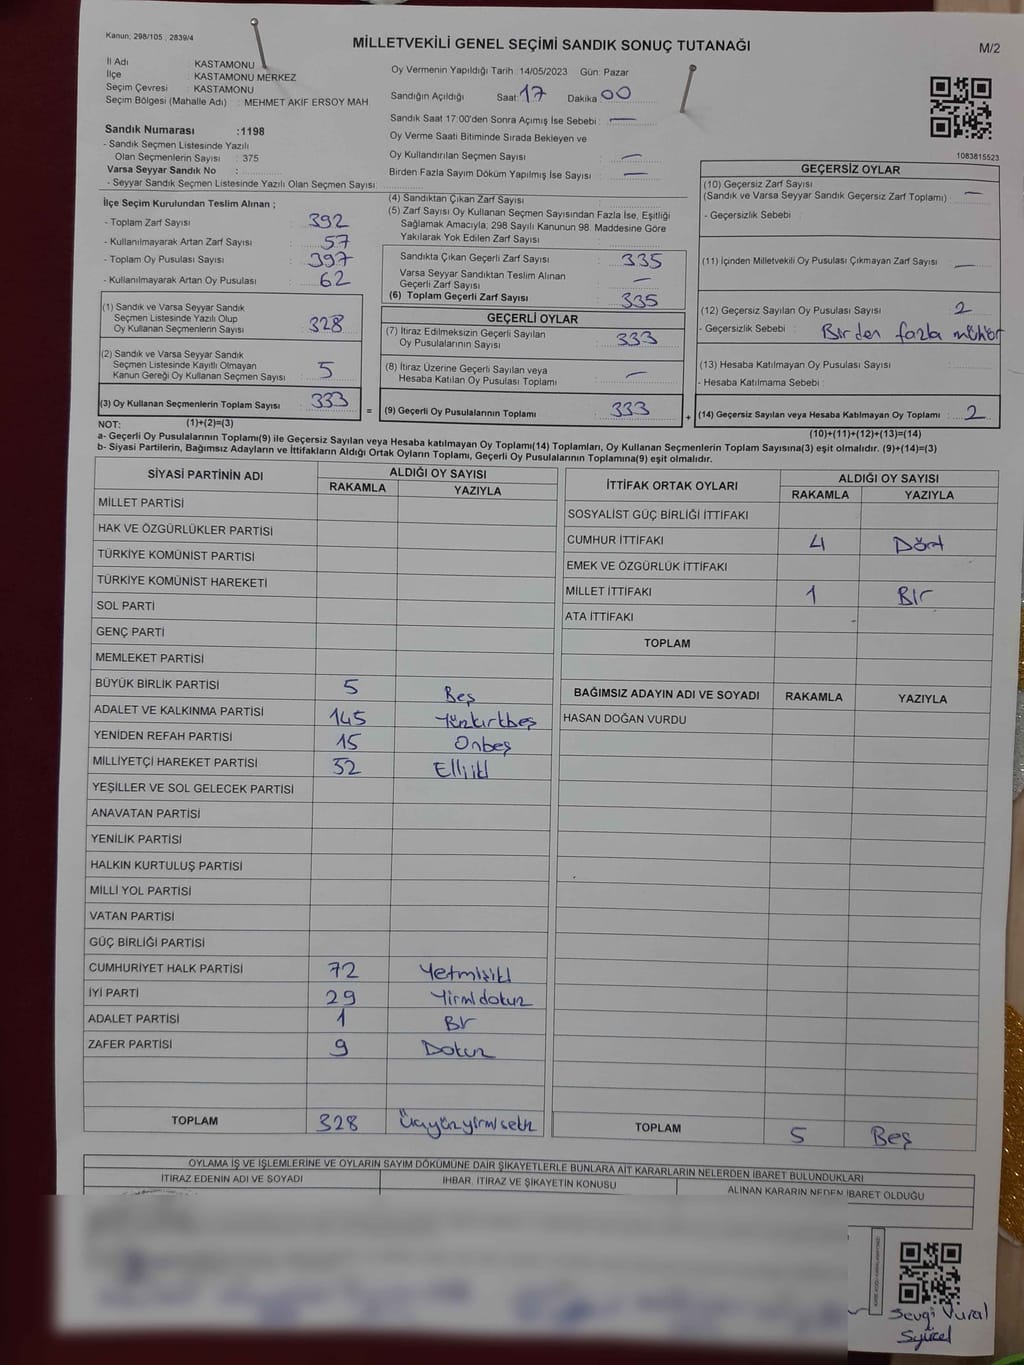 Kanun; 298/105 , 2839/4
MİLLETVEKİLİ GENEL SEÇİMİ SANDIK SONUÇ TUTANAĞI
M/2
İl Adı : KASTAMONU
İlçe : KASTAMONU MERKEZ
Seçim Çevresi : KASTAMONU
Seçim Bölgesi (Mahalle Adı) : MEHMET AKİF ERSOY MAH.
Oy Vermenin Yapıldığı Tarih :14/05/2023 Gün: Pazar
Sandığın Açıldığı Saat: 17 Dakika 00
Sandık Saat 17:00'den Sonra Açımış İse Sebebi : —
Oy Verme Saati Bitiminde Sırada Bekleyen ve
Oy Kullandırılan Seçmen Sayısı : —
Birden Fazla Sayım Döküm Yapılmış İse Sayısı : —
1083815523
Sandık Numarası :1198
- Sandık Seçmen Listesinde Yazılı
Olan Seçmenlerin Sayısı : 375
Varsa Seyyar Sandık No :
- Seyyar Sandık Seçmen Listesinde Yazılı Olan Seçmen Sayısı:
İlçe Seçim Kurulundan Teslim Alınan ;
- Toplam Zarf Sayısı : 392
- Kullanılmayarak Artan Zarf Sayısı : 57
- Toplam Oy Pusulası Sayısı : 397
- Kullanılmayarak Artan Oy Pusulası : 62
(1) Sandık ve Varsa Seyyar Sandık
Seçmen Listesinde Yazılı Olup
Oy Kullanan Seçmenlerin Sayısı : 328
(2) Sandık ve Varsa Seyyar Sandık
Seçmen Listesinde Kayıtlı Olmayan
Kanun Gereği Oy Kullanan Seçmen Sayısı : 5
(3) Oy Kullanan Seçmenlerin Toplam Sayısı : 333
(1)+(2)=(3)
(4) Sandıktan Çıkan Zarf Sayısı :
(5) Zarf Sayısı Oy Kullanan Seçmen Sayısından Fazla İse, Eşitliği
Sağlamak Amacıyla; 298 Sayılı Kanunun 98. Maddesine Göre
Yakılarak Yok Edilen Zarf Sayısı :
Sandıkta Çıkan Geçerli Zarf Sayısı : 335
Varsa Seyyar Sandıktan Teslim Alınan
Geçerli Zarf Sayısı : —
(6) Toplam Geçerli Zarf Sayısı : 335
GEÇERLİ OYLAR
(7) İtiraz Edilmeksizin Geçerli Sayılan
Oy Pusulalarının Sayısı : 333
(8) İtiraz Üzerine Geçerli Sayılan veya
Hesaba Katılan Oy Pusulası Toplamı : —
= (9) Geçerli Oy Pusulalarının Toplamı : 333
GEÇERSİZ OYLAR
(10) Geçersiz Zarf Sayısı
(Sandık ve Varsa Seyyar Sandık Geçersiz Zarf Toplamı) : —
- Geçersizlik Sebebi :
(11) İçinden Milletvekili Oy Pusulası Çıkmayan Zarf Sayısı : —
(12) Geçersiz Sayılan Oy Pusulası Sayısı : 2
- Geçersizlik Sebebi : Birden fazla mühür
(13) Hesaba Katılmayan Oy Pusulası Sayısı :
- Hesaba Katılmama Sebebi :
+ (14) Geçersiz Sayılan veya Hesaba Katılmayan Oy Toplamı : 2
(10)+(11)+(12)+(13)=(14)
NOT:
a- Geçerli Oy Pusulalarının Toplamı(9) ile Geçersiz Sayılan veya Hesaba katılmayan Oy Toplamı(14) Toplamları, Oy Kullanan Seçmenlerin Toplam Sayısına(3) eşit olmalıdır. (9)+(14)=(3)
b- Siyasi Partilerin, Bağımsız Adayların ve İttifakların Aldığı Ortak Oyların Toplamı, Geçerli Oy Pusulalarının Toplamına(9) eşit olmalıdır.
SİYASİ PARTİNİN ADI ALDIĞI OY SAYISI
RAKAMLA YAZIYLA
MİLLET PARTİSİ
HAK VE ÖZGÜRLÜKLER PARTİSİ
TÜRKİYE KOMÜNİST PARTİSİ
TÜRKİYE KOMÜNİST HAREKETİ
SOL PARTİ
GENÇ PARTİ
MEMLEKET PARTİSİ
BÜYÜK BİRLİK PARTİSİ 5 Beş
ADALET VE KALKINMA PARTİSİ 145 Yüzkırkbeş
YENİDEN REFAH PARTİSİ 15 Onbeş
MİLLİYETÇİ HAREKET PARTİSİ 52 Elliiki
YEŞİLLER VE SOL GELECEK PARTİSİ
ANAVATAN PARTİSİ
YENİLİK PARTİSİ
HALKIN KURTULUŞ PARTİSİ
MİLLİ YOL PARTİSİ
VATAN PARTİSİ
GÜÇ BİRLİĞİ PARTİSİ
CUMHURİYET HALK PARTİSİ 72 Yetmişiki
İYİ PARTİ 29 Yirmidokuz
ADALET PARTİSİ 1 Bir
ZAFER PARTİSİ 9 Dokuz
TOPLAM 328 Üçyüzyirmisekiz
İTTİFAK ORTAK OYLARI ALDIĞI OY SAYISI
RAKAMLA YAZIYLA
SOSYALİST GÜÇ BİRLİĞİ İTTİFAKI
CUMHUR İTTİFAKI 4 Dört
EMEK VE ÖZGÜRLÜK İTTİFAKI
MİLLET İTTİFAKI 1 Bir
ATA İTTİFAKI
TOPLAM
BAĞIMSIZ ADAYIN ADI VE SOYADI RAKAMLA YAZIYLA
HASAN DOĞAN VURDU
TOPLAM 5 Beş
OYLAMA İŞ VE İŞLEMLERİNE VE OYLARIN SAYIM DÖKÜMÜNE DAİR ŞİKAYETLERLE BUNLARA AİT KARARLARIN NELERDEN İBARET BULUNDUKLARI
İTİRAZ EDENİN ADI VE SOYADI İHBAR, İTİRAZ VE ŞİKAYETİN KONUSU ALINAN KARARIN NEDEN İBARET OLDUĞU
Sevgi Vural